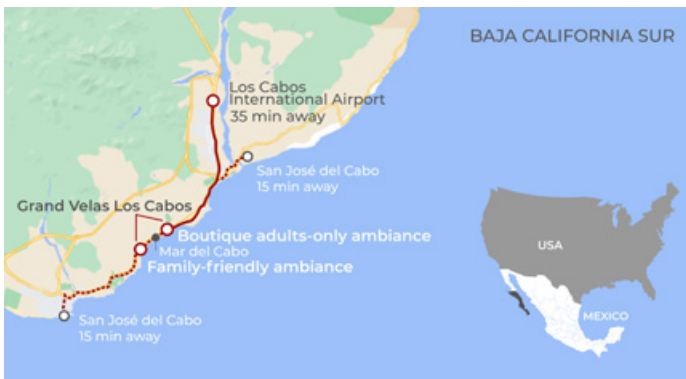 BAJA CALIFORNIA SUR
Los Cabos
International Airport
35 min away
San José del Cabo
15 min away
Grand Velas Los Cabos
Boutique adults-only ambiance
Mar del Cabo
Family-friendly ambiance
San José del Cabo
15 min away
USA
MEXICO